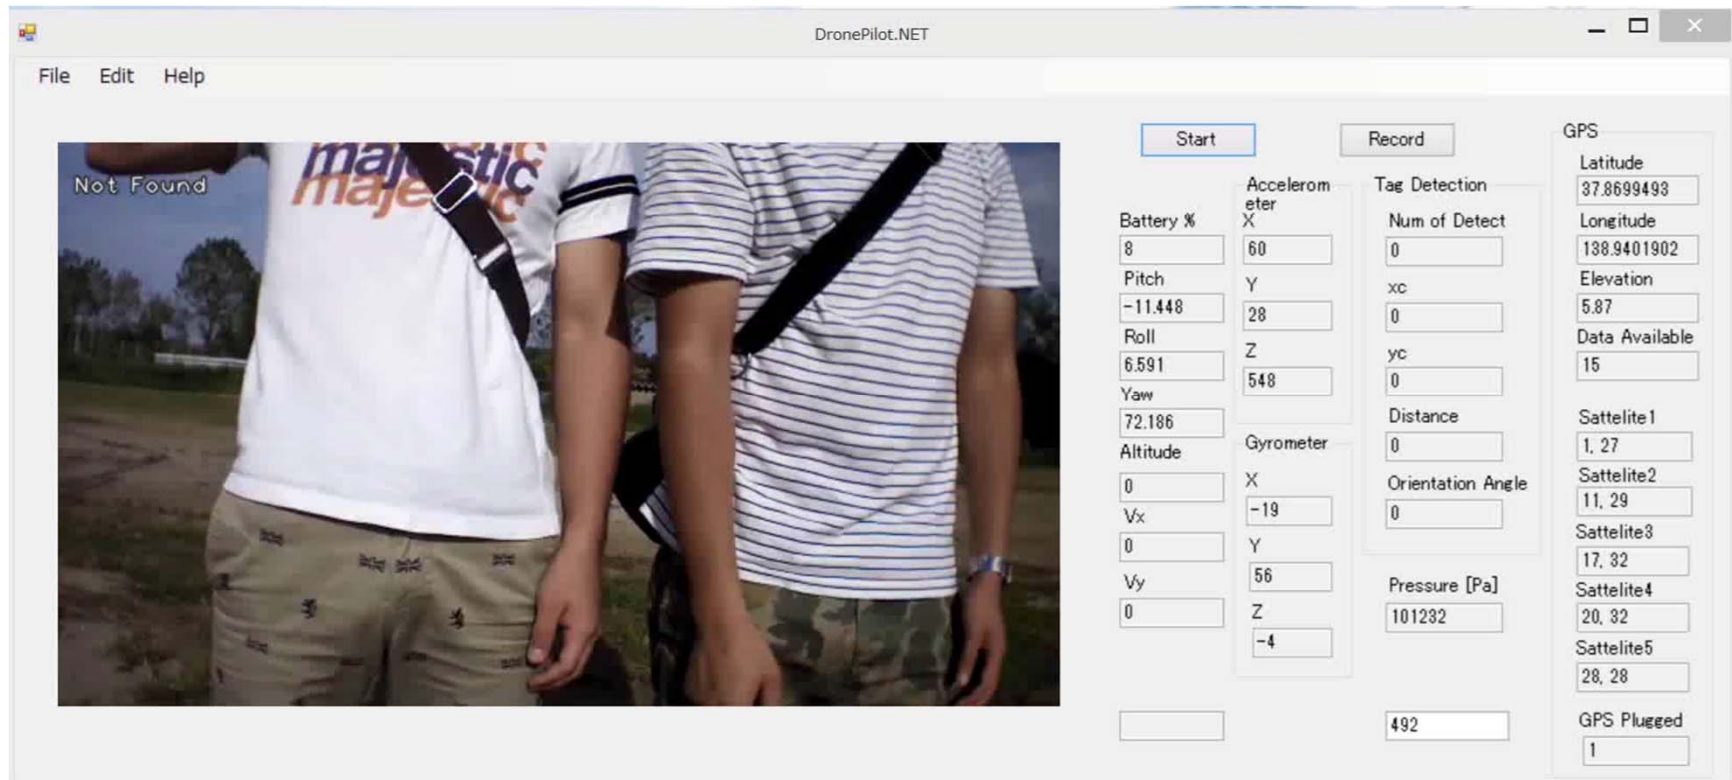 DronePilot.NET
File Edit Help
Not Found
majestic
majestic
Start
Record
Battery %
8
Pitch
-11.448
Roll
6.591
Yaw
72.186
Altitude
0
Vx
0
Vy
0
Accelerom
eter
X
60
Y
28
Z
548
Gyrometer
X
-19
Y
56
Z
-4
Tag Detection
Num of Detect
0
xc
0
yc
0
Distance
0
Orientation Angle
0
Pressure [Pa]
101232
492
GPS
Latitude
37.8699493
Longitude
138.9401902
Elevation
5.87
Data Available
15
Sattelite1
1, 27
Sattelite2
11, 29
Sattelite3
17, 32
Sattelite4
20, 32
Sattelite5
28, 28
GPS Plugged
1